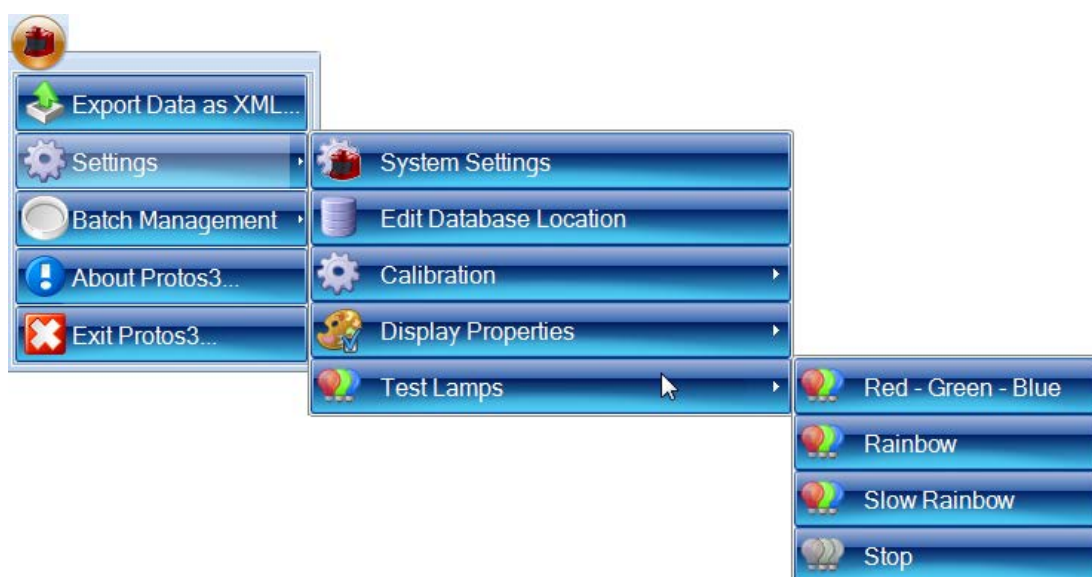 Export Data as XML...
Settings
Batch Management
About Protos3...
Exit Protos3...
System Settings
Edit Database Location
Calibration
Display Properties
Test Lamps
Red - Green - Blue
Rainbow
Slow Rainbow
Stop